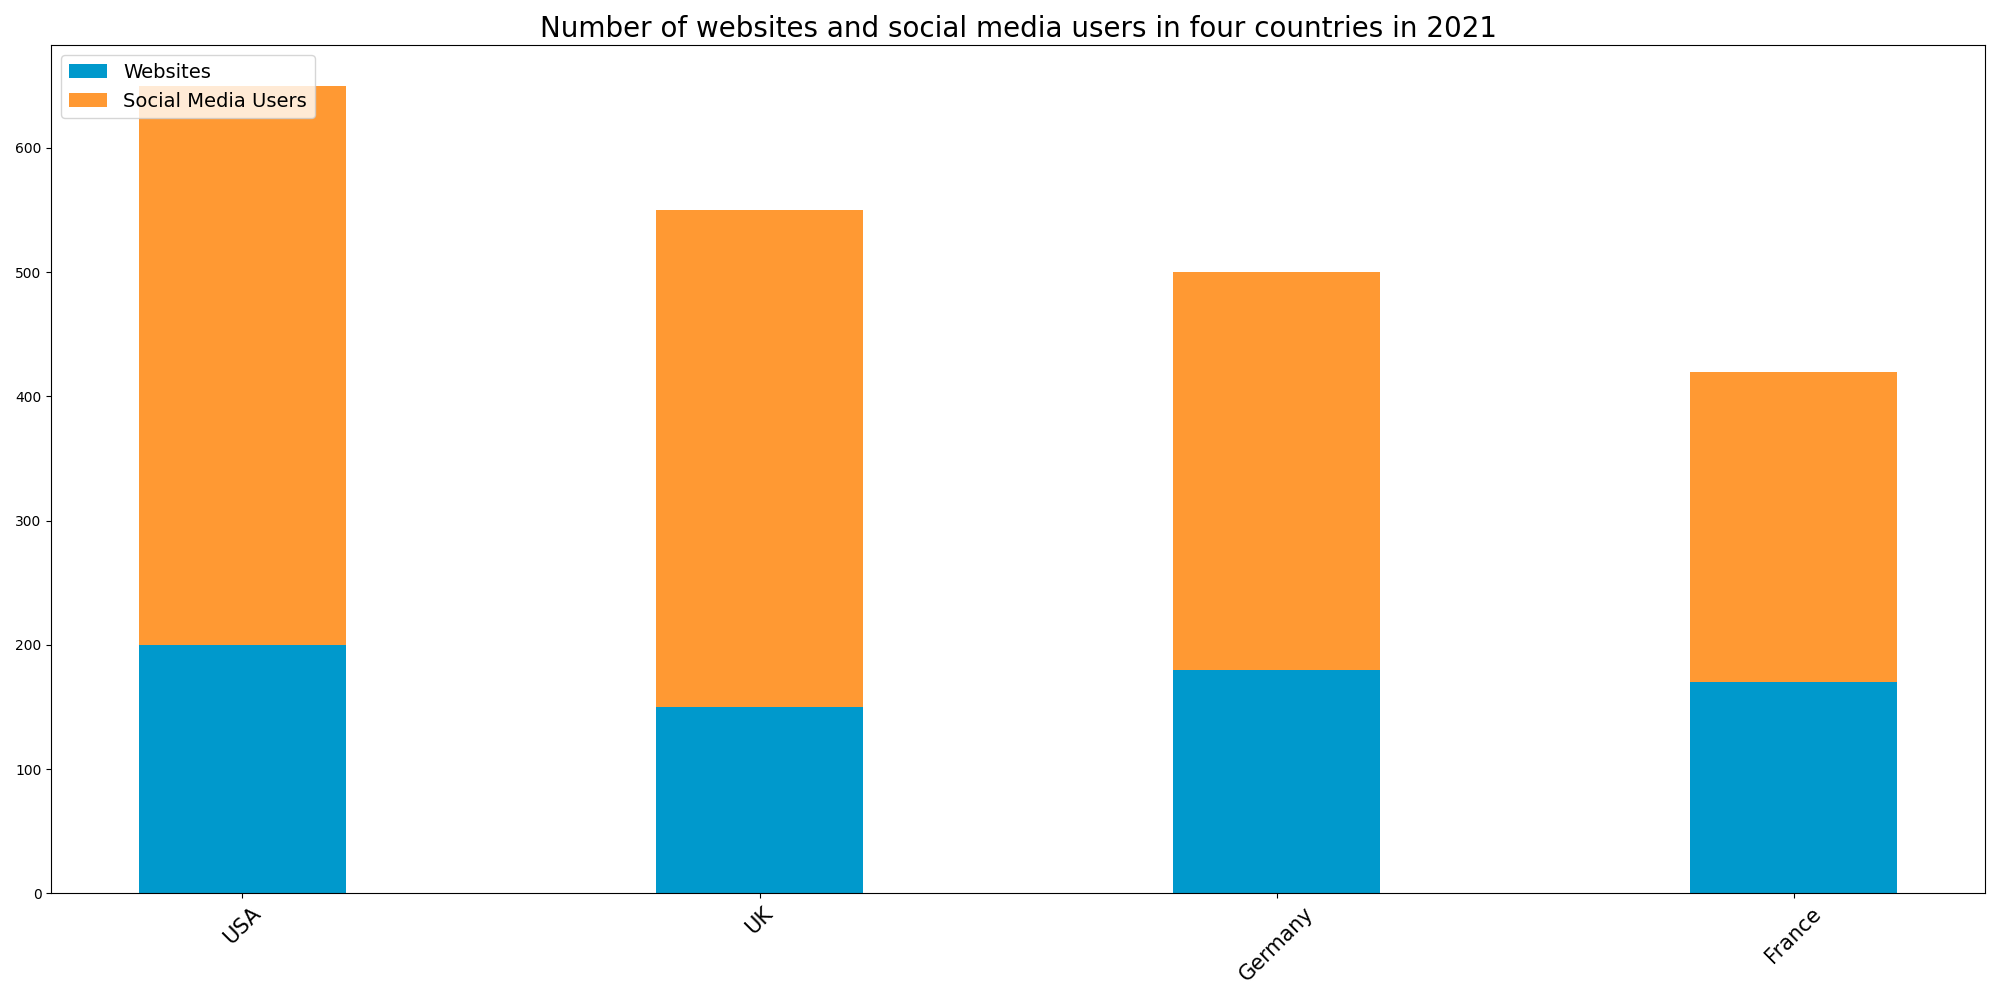 Number of websites and social media users in four countries in 2021
Websites
Social Media Users
600
500
400
300
200
100
0
USA
UK
Germany
France